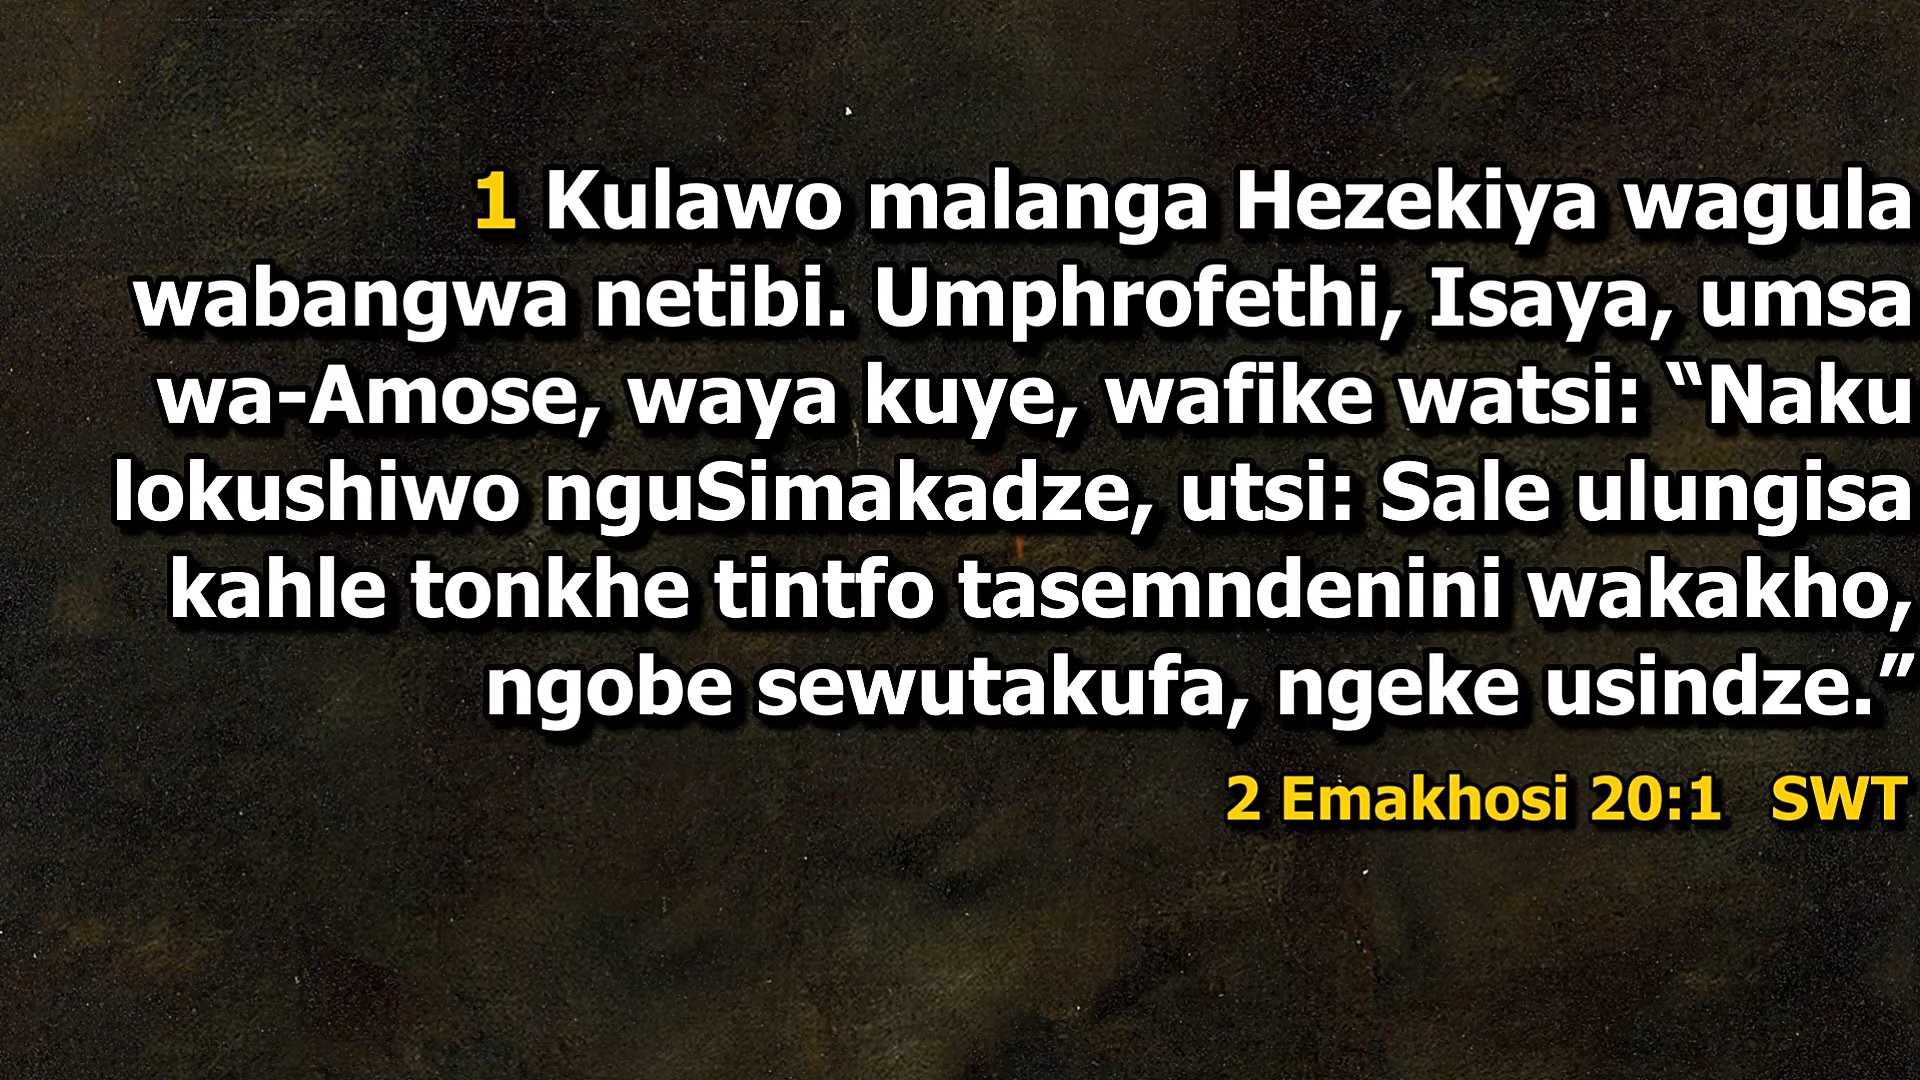 1 Kulawo malanga Hezekiya wagula
wabangwa netibi. Umphrofethi, Isaya, umsa
wa-Amose, waya kuye, wafike watsi: “Naku
lokushiwo nguSimakadze, utsi: Sale ulungisa
kahle tonkhe tintfo tasemndenini wakakho,
ngobe sewutakufa, ngeke usindze.”
2 Emakhosi 20:1 SWT